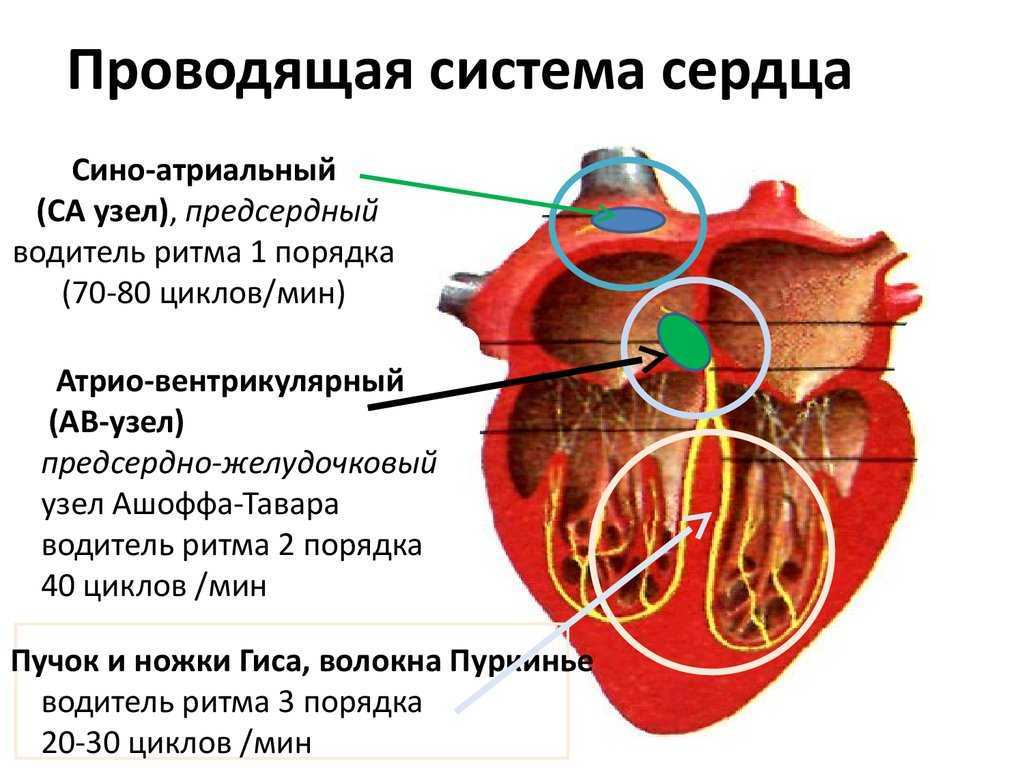 Проводящая система сердца
Сино-атриальный
(СА узел), предсердный
водитель ритма 1 порядка
(70-80 циклов/мин)
Атрио-вентрикулярный
(АВ-узел)
предсердно-желудочковый
узел Ашоффа-Тавара
водитель ритма 2 порядка
40 циклов /мин
Пучок и ножки Гиса, волокна Пуркинье
водитель ритма 3 порядка
20-30 циклов /мин